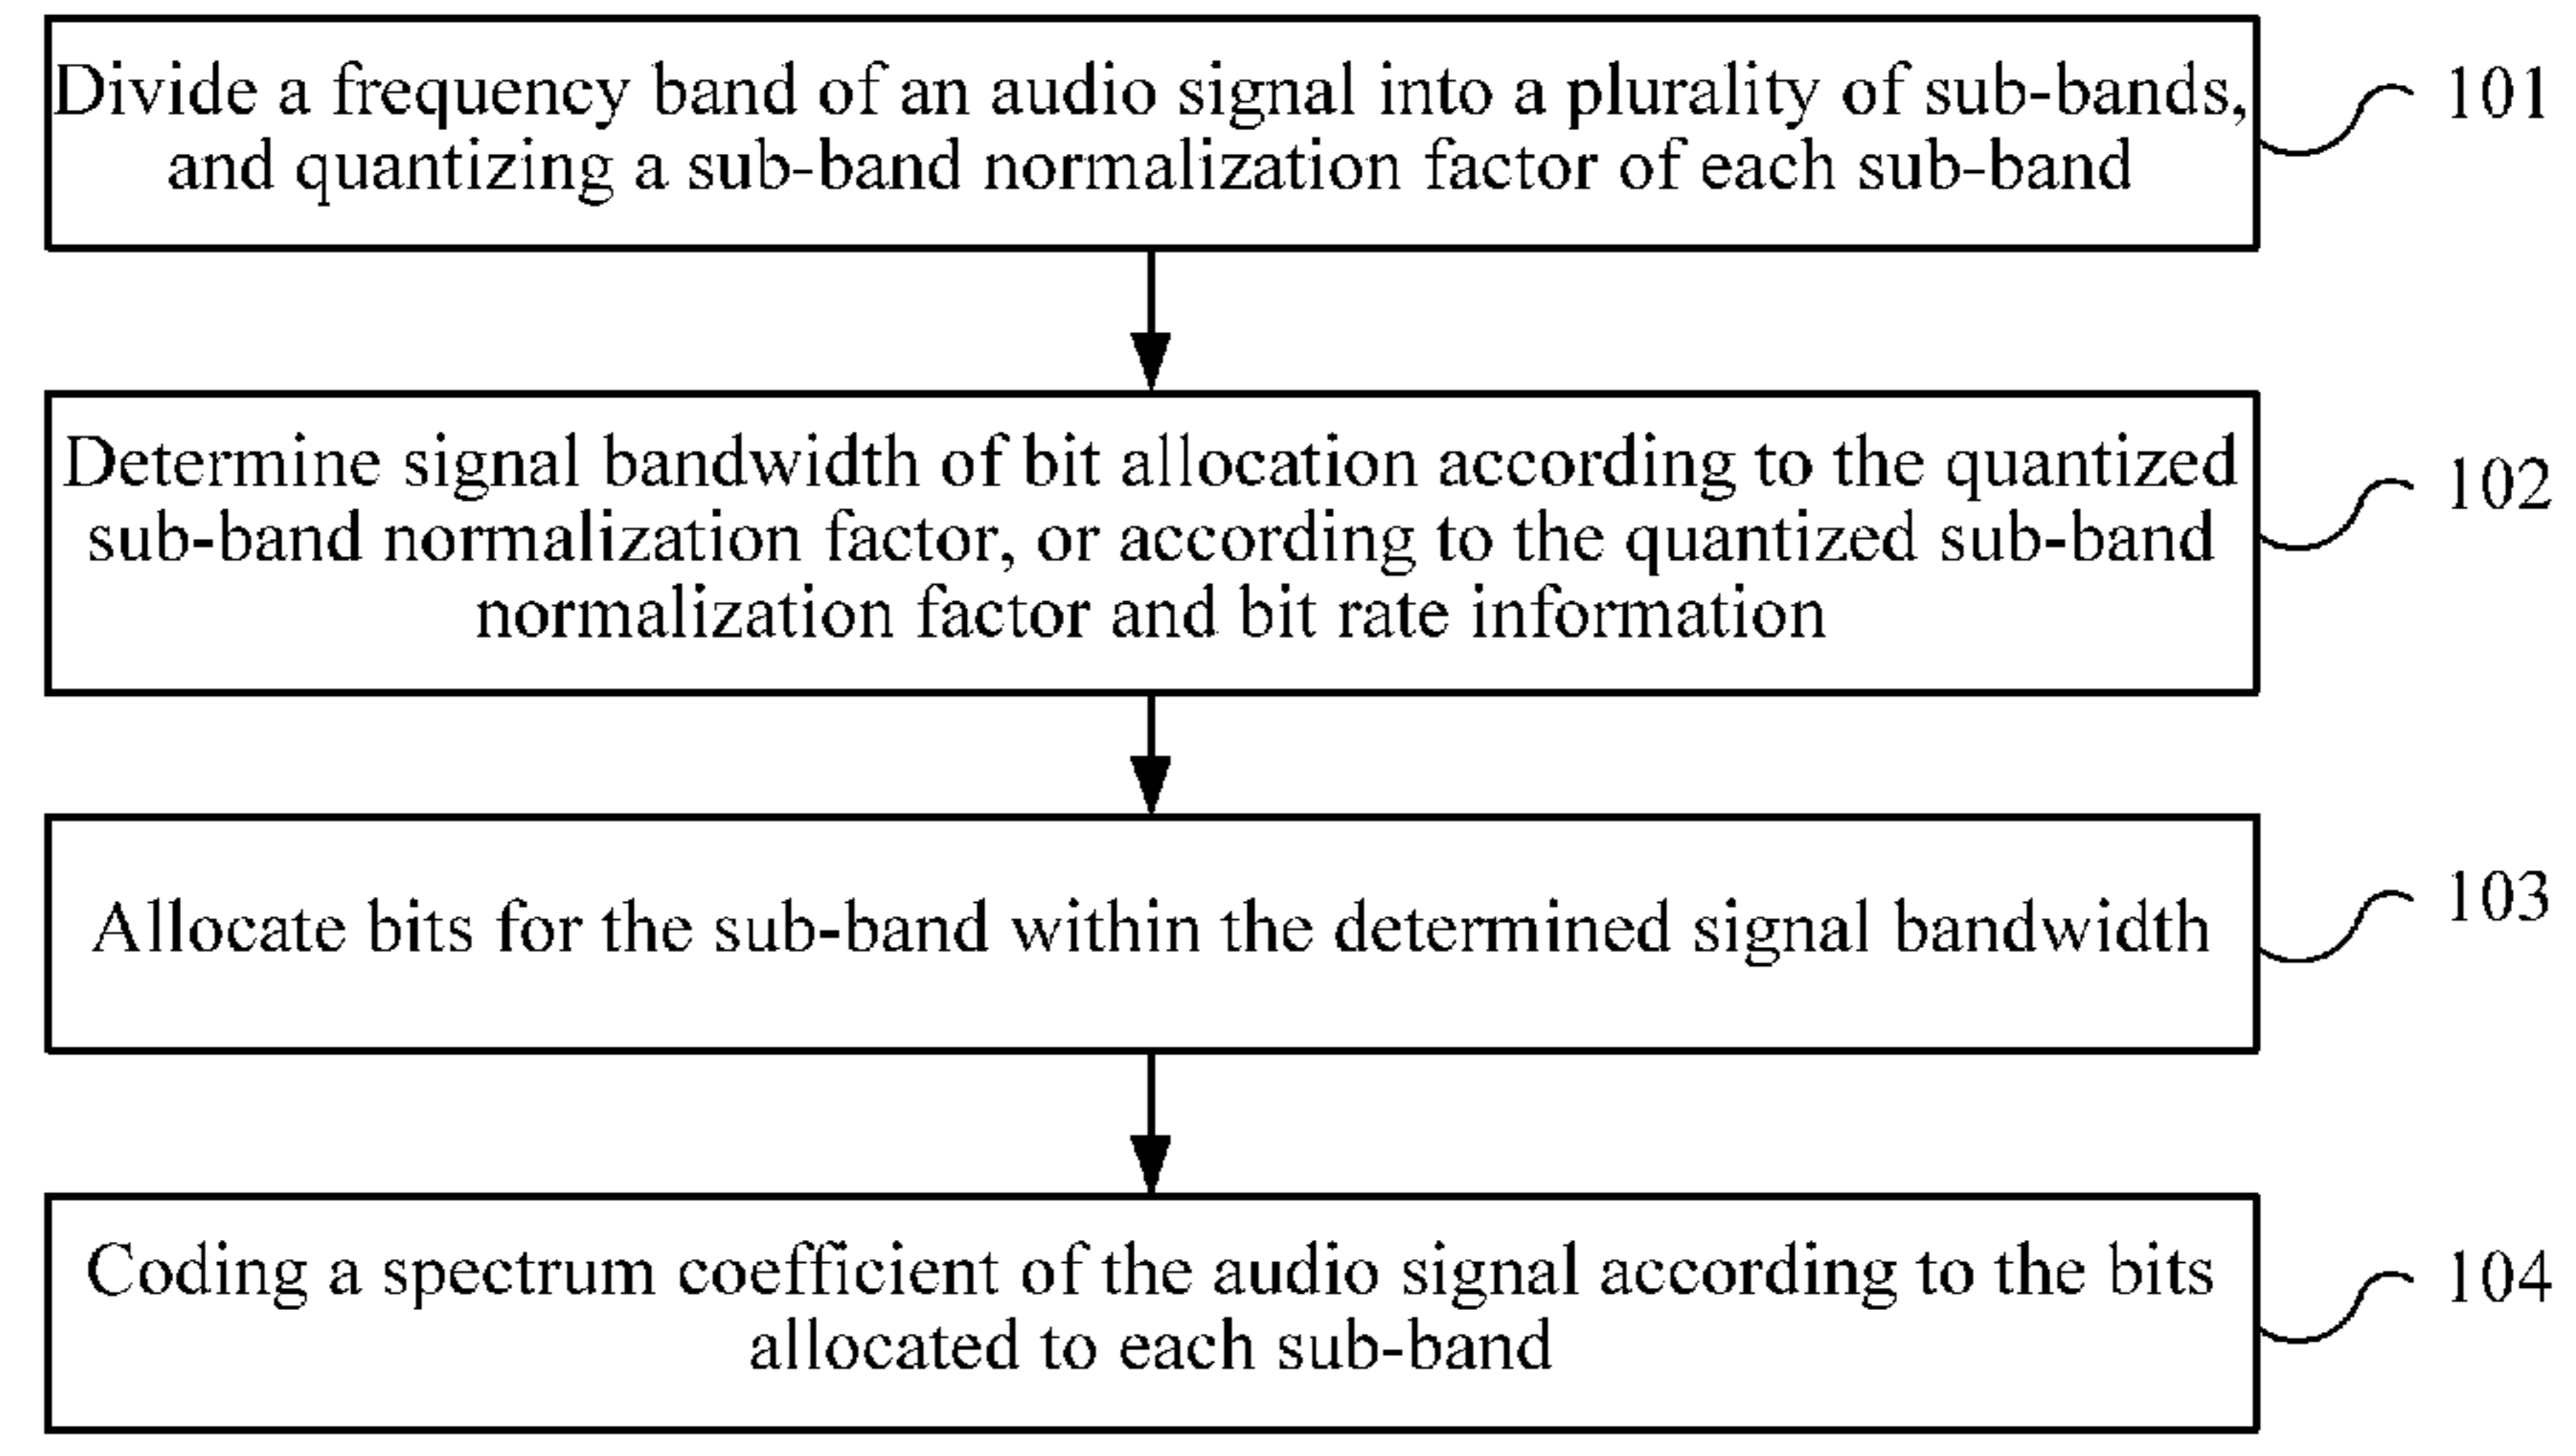 Divide a frequency band of an audio signal into a plurality of sub-bands,
and quantizing a sub-band normalization factor of each sub-band
101
Determine signal bandwidth of bit allocation according to the quantized
sub-band normalization factor, or according to the quantized sub-band
normalization factor and bit rate information
102
Allocate bits for the sub-band within the determined signal bandwidth
103
Coding a spectrum coefficient of the audio signal according to the bits
allocated to each sub-band
104